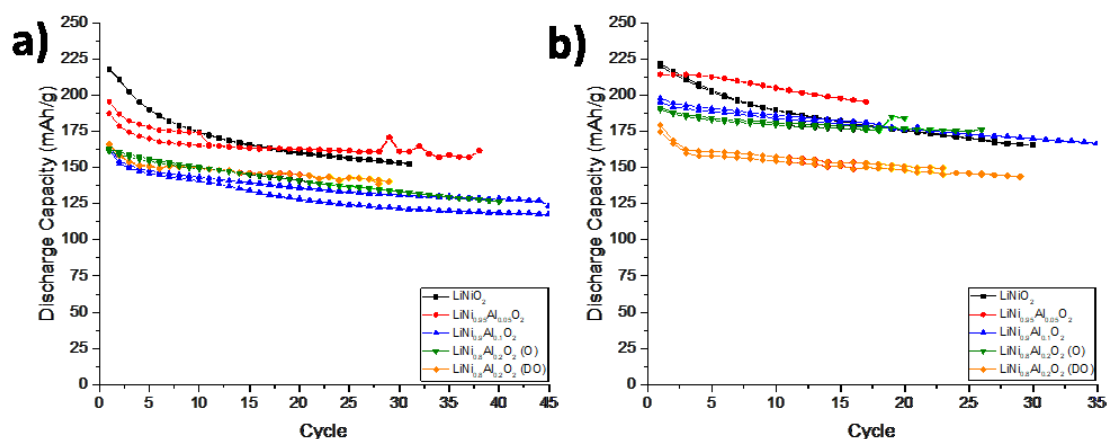 a)
250
225
200
175
150
125
100
75
50
25
0
Discharge Capacity (mAh/g)
0 5 10 15 20 25 30 35 40 45
Cycle
LiNiO₂
LiNi₀.₉₅Al₀.₀₅O₂
LiNi₀.₉Al₀.₁O₂
LiNi₀.₈Al₀.₂O₂ (O)
LiNi₀.₈Al₀.₂O₂ (DO)
b)
250
225
200
175
150
125
100
75
50
25
0
Discharge Capacity (mAh/g)
0 5 10 15 20 25 30 35
Cycle
LiNiO₂
LiNi₀.₉₅Al₀.₀₅O₂
LiNi₀.₉Al₀.₁O₂
LiNi₀.₈Al₀.₂O₂ (O)
LiNi₀.₈Al₀.₂O₂ (DO)